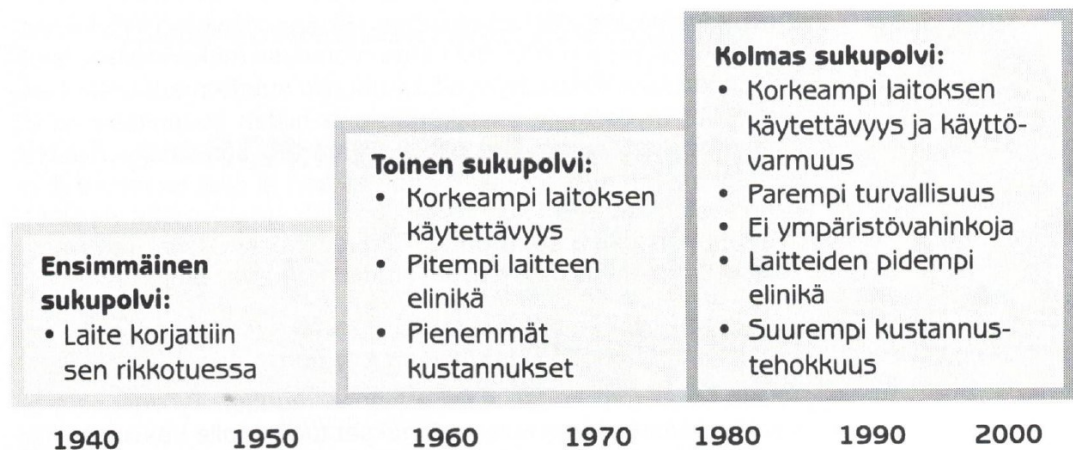 Ensimmäinen
sukupolvi:
• Laite korjattiin
sen rikkotuessa
Toinen sukupolvi:
• Korkeampi laitoksen
käytettävyys
• Pitempi laitteen
elinikä
• Pienemmät
kustannukset
Kolmas sukupolvi:
• Korkeampi laitoksen
käytettävyys ja käyttö-
varmuus
• Parempi turvallisuus
• Ei ympäristövahinkoja
• Laitteiden pidempi
elinikä
• Suurempi kustannus-
tehokkuus
1940 1950 1960 1970 1980 1990 2000